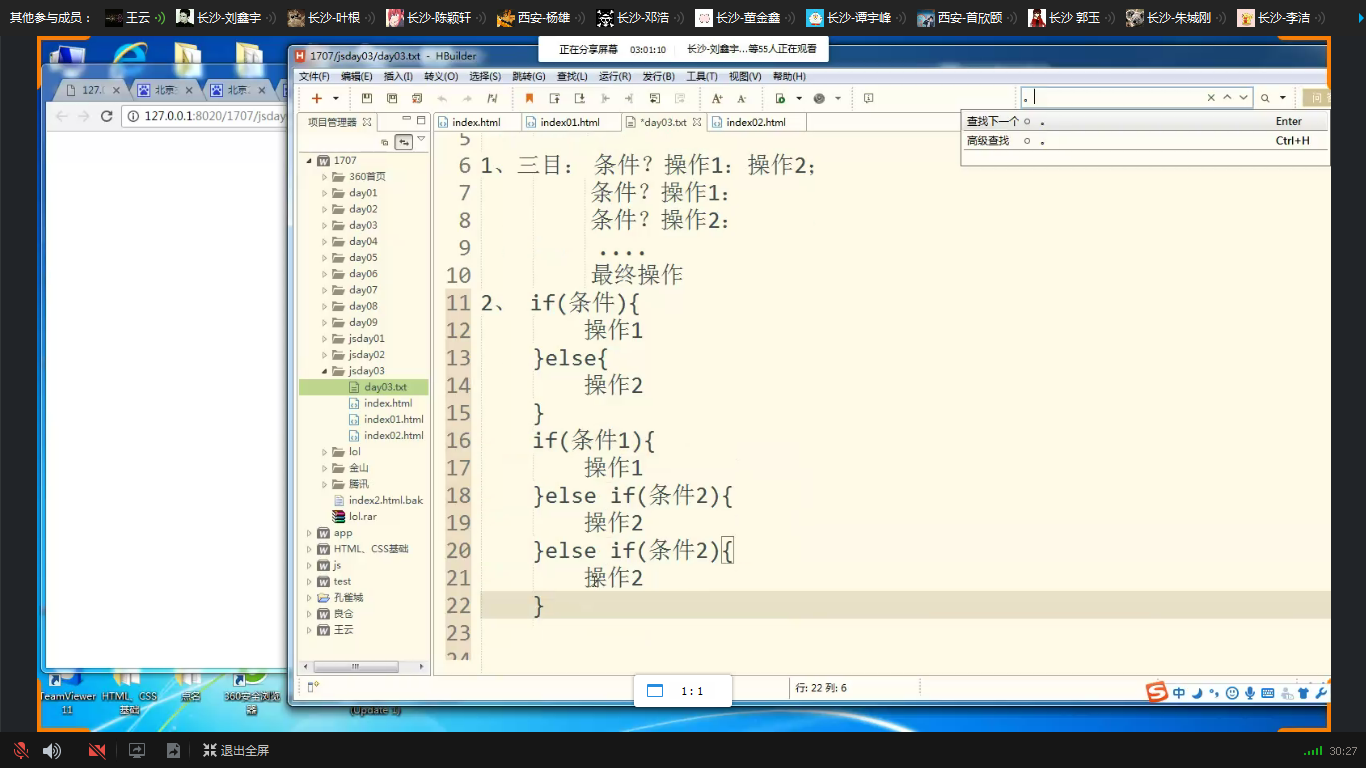 其他参与成员： 王云 长沙-刘鑫宇 长沙-叶根 长沙-陈颖轩 西安-杨雄 长沙-邓浩 长沙-董金鑫 长沙-谭宇峰 西安-首欣颐 长沙 郭玉 长沙-朱城刚 长沙-李洁
正在分享屏幕 03:01:10 长沙-刘鑫宇...等55人正在观看
1707/jsday03/day03.txt - HBuilder
文件(F) 编辑(E) 插入(I) 转义(O) 选择(S) 跳转(G) 查找(L) 运行(R) 发行(B) 工具(T) 视图(V) 帮助(H)
127.( 北京 北京
127.0.0.1:8020/1707/jsday
项目管理器
index.html index01.html *day03.txt index02.html
。
查找下一个 。 Enter
高级查找 。 Ctrl+H
1707
360首页
day01
day02
day03
day04
day05
day06
day07
day08
day09
jsday01
jsday02
jsday03
day03.txt
index.html
index01.html
index02.html
lol
金山
腾讯
index2.html.bak
lol.rar
app
HTML、CSS基础
js
test
孔雀城
良仓
王云
5
6 1、三目： 条件？操作1：操作2；
7 条件？操作1：
8 条件？操作2：
9 ....
10 最终操作
11 2、 if(条件){
12 操作1
13 }else{
14 操作2
15 }
16 if(条件1){
17 操作1
18 }else if(条件2){
19 操作2
20 }else if(条件2){
21 操作2
22 }
23
24
行: 22 列: 6
1:1
中
TeamViewer 11
HTML、CSS基础
点名
360安全浏览器
(Update 1)
退出全屏
30:27